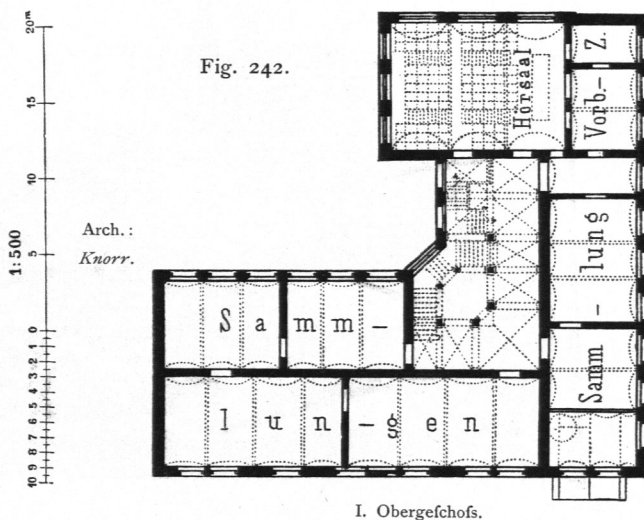 Fig. 242.
Arch.:
Knorr.
1:500
20m
15
10
5
0
1
2
3
4
5
6
7
8
9
10
Hörsaal
Z.
Vorb.-
Samm
-lung
Samm-
lun-gen
I. Obergeſchoſs.